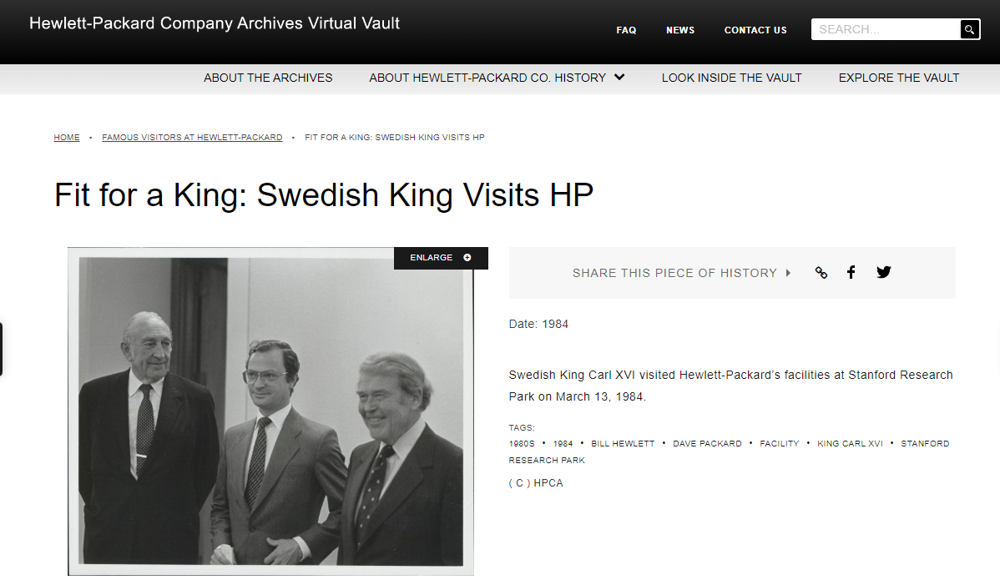 Hewlett-Packard Company Archives Virtual Vault
FAQ NEWS CONTACT US SEARCH...
ABOUT THE ARCHIVES ABOUT HEWLETT-PACKARD CO. HISTORY LOOK INSIDE THE VAULT EXPLORE THE VAULT
HOME • FAMOUS VISITORS AT HEWLETT-PACKARD • FIT FOR A KING: SWEDISH KING VISITS HP
Fit for a King: Swedish King Visits HP
ENLARGE
SHARE THIS PIECE OF HISTORY
Date: 1984
Swedish King Carl XVI visited Hewlett-Packard’s facilities at Stanford Research
Park on March 13, 1984.
TAGS:
1980S • 1984 • BILL HEWLETT • DAVE PACKARD • FACILITY • KING CARL XVI • STANFORD
RESEARCH PARK
( C ) HPCA